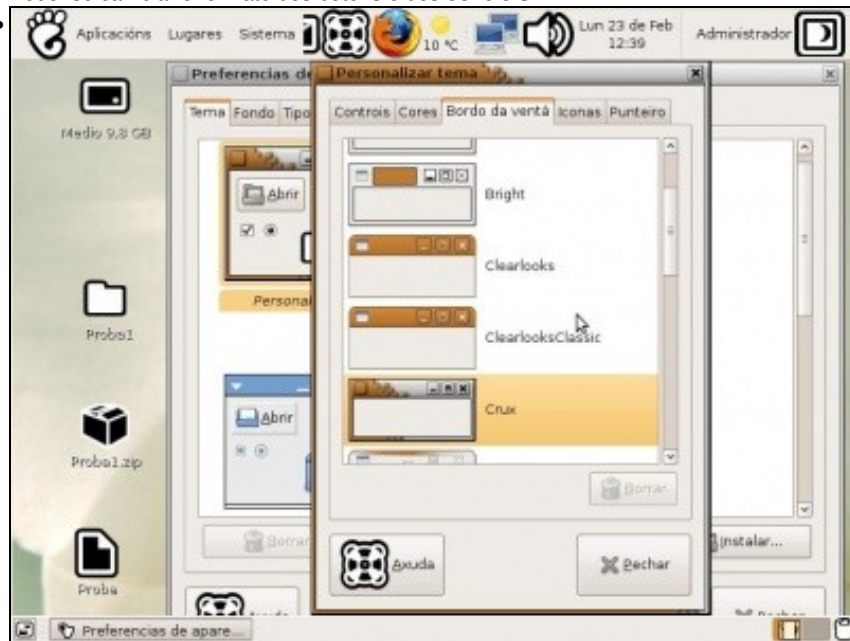 Aplicacións Lugares Sistema 10 °C Lun 23 de Feb 12:39 Administrador
Preferencias de
Personalizar tema
Tema Fondo Tipo
Controis Cores Bordo da ventá Iconas Punteiro
Medio 9.8 GB
Abrir
Bright
Clearlooks
Persona
Proba1
ClearlooksClassic
Crux
Abrir
Proba1.zip
Borrar
Borrar
Instalar...
Axuda
Pechar
Proba
Preferencias de apare...